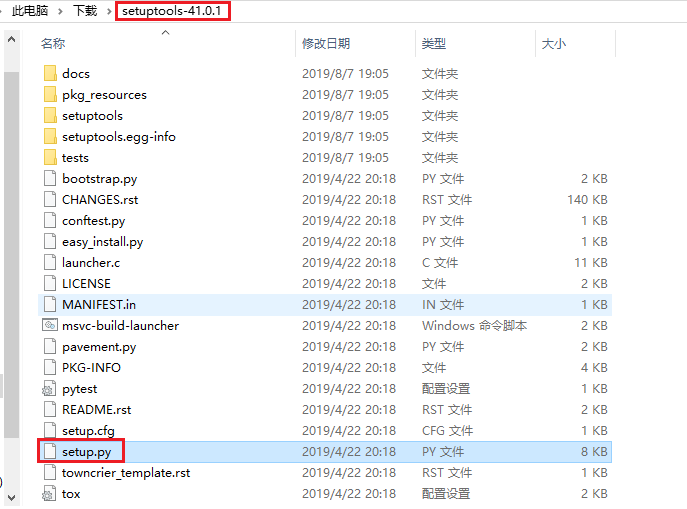 此电脑 下载 setuptools-41.0.1
名称 修改日期 类型 大小
docs 2019/8/7 19:05 文件夹
pkg_resources 2019/8/7 19:05 文件夹
setuptools 2019/8/7 19:05 文件夹
setuptools.egg-info 2019/8/7 19:05 文件夹
tests 2019/8/7 19:05 文件夹
bootstrap.py 2019/4/22 20:18 PY 文件 2 KB
CHANGES.rst 2019/4/22 20:18 RST 文件 140 KB
conftest.py 2019/4/22 20:18 PY 文件 1 KB
easy_install.py 2019/4/22 20:18 PY 文件 1 KB
launcher.c 2019/4/22 20:18 C 文件 11 KB
LICENSE 2019/4/22 20:18 文件 2 KB
MANIFEST.in 2019/4/22 20:18 IN 文件 1 KB
msvc-build-launcher 2019/4/22 20:18 Windows 命令脚本 2 KB
pavement.py 2019/4/22 20:18 PY 文件 2 KB
PKG-INFO 2019/4/22 20:18 文件 4 KB
pytest 2019/4/22 20:18 配置设置 1 KB
README.rst 2019/4/22 20:18 RST 文件 2 KB
setup.cfg 2019/4/22 20:18 CFG 文件 1 KB
setup.py 2019/4/22 20:18 PY 文件 8 KB
towncrier_template.rst 2019/4/22 20:18 RST 文件 1 KB
tox 2019/4/22 20:18 配置设置 2 KB